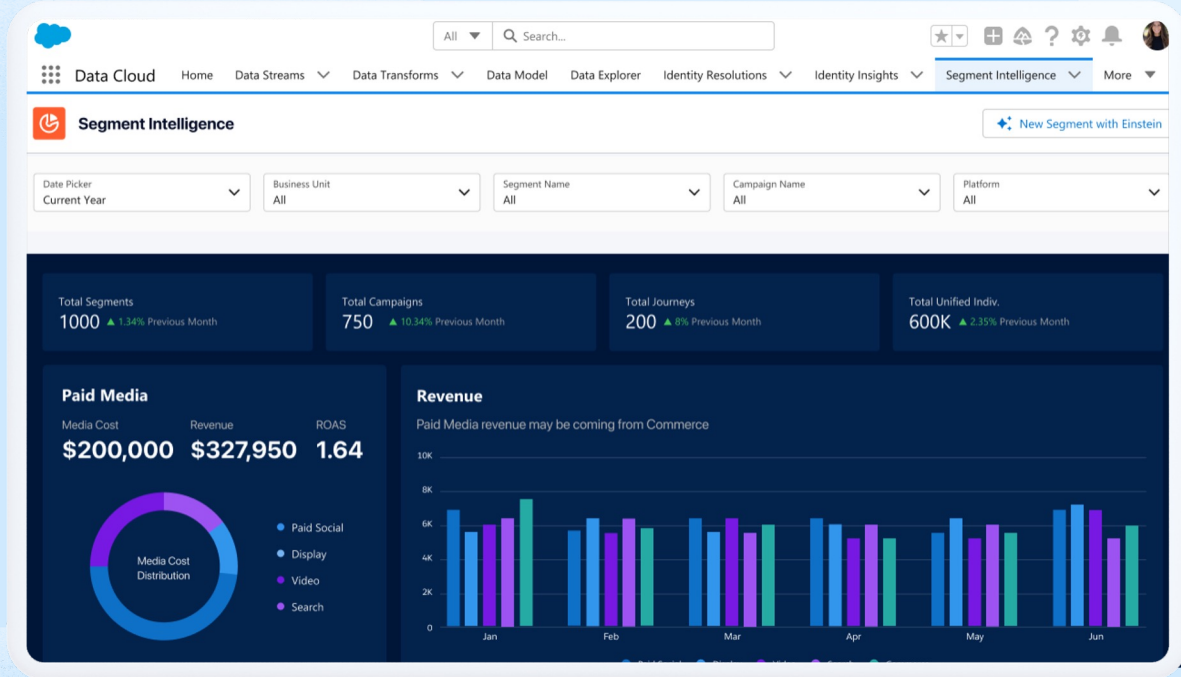 All Search...
Data Cloud Home Data Streams Data Transforms Data Model Data Explorer Identity Resolutions Identity Insights Segment Intelligence More
Segment Intelligence
New Segment with Einstein
Date Picker
Current Year
Business Unit
All
Segment Name
All
Campaign Name
All
Platform
All
Total Segments
1000 ▲ 1.34% Previous Month
Total Campaigns
750 ▲ 10.34% Previous Month
Total Journeys
200 ▲ 8% Previous Month
Total Unified Indiv.
600K ▲ 2.35% Previous Month
Paid Media
Media Cost Revenue ROAS
$200,000 $327,950 1.64
Media Cost
Distribution
Paid Social
Display
Video
Search
Revenue
Paid Media revenue may be coming from Commerce
10K
8K
6K
4K
2K
0
Jan Feb Mar Apr May Jun